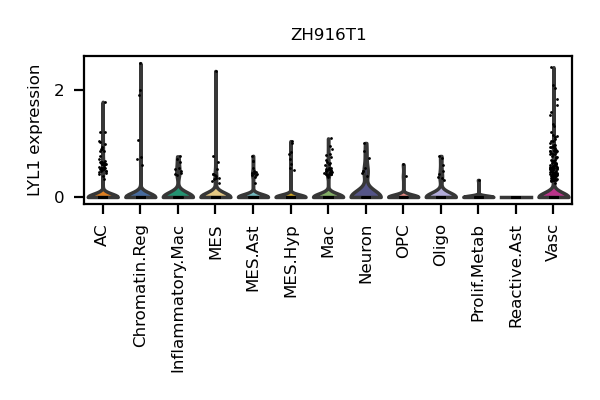 ZH916T1
LYL1 expression
2
0
AC
Chromatin.Reg
Inflammatory.Mac
MES
MES.Ast
MES.Hyp
Mac
Neuron
OPC
Oligo
Prolif.Metab
Reactive.Ast
Vasc